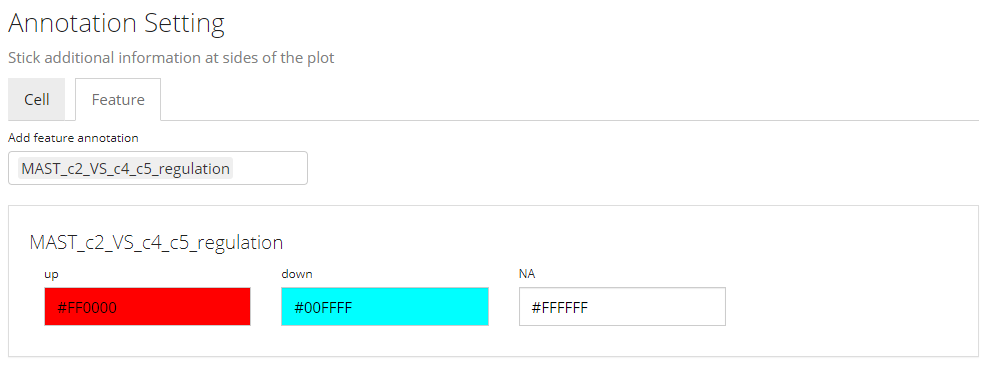 Annotation Setting
Stick additional information at sides of the plot
Cell Feature
Add feature annotation
MAST_c2_VS_c4_c5_regulation
MAST_c2_VS_c4_c5_regulation
up down NA
#FF0000 #00FFFF #FFFFFF